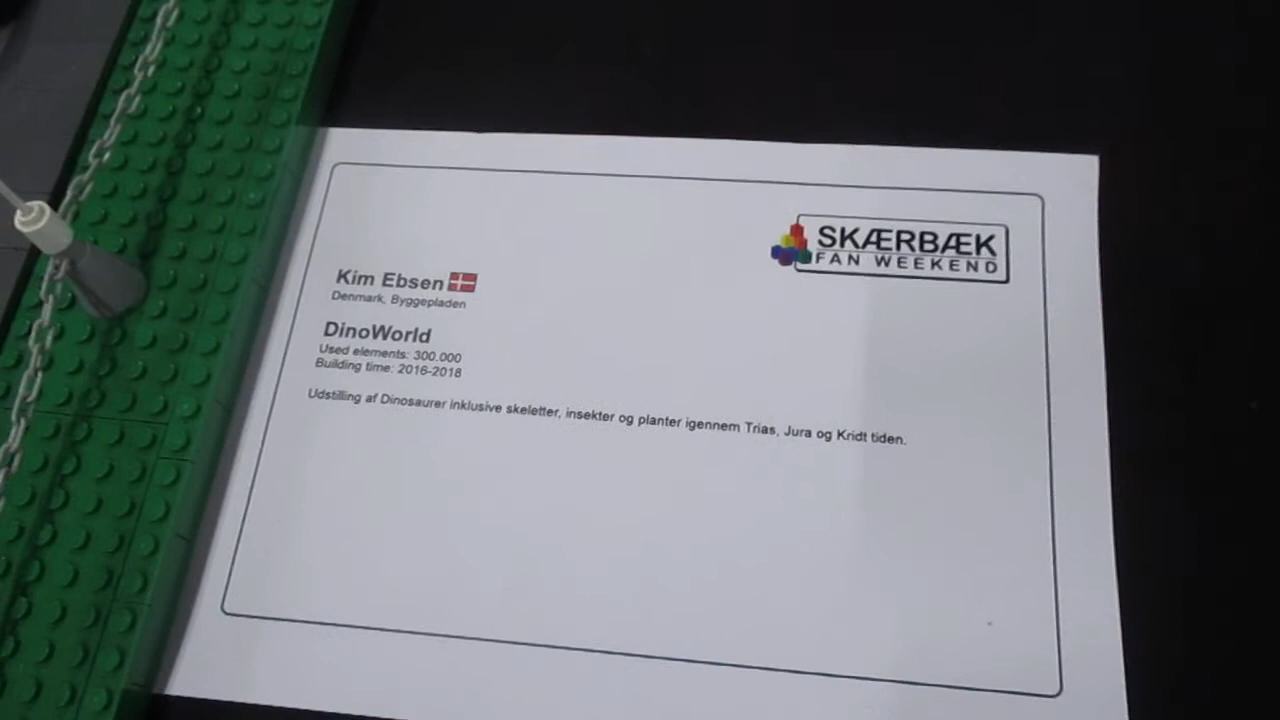 SKÆRBÆK
FAN WEEKEND
Kim Ebsen
Denmark, Byggepladen
DinoWorld
Used elements: 300.000
Building time: 2016-2018
Udstilling af Dinosaurer inklusive skeletter, insekter og planter igennem Trias, Jura og Kridt tiden.